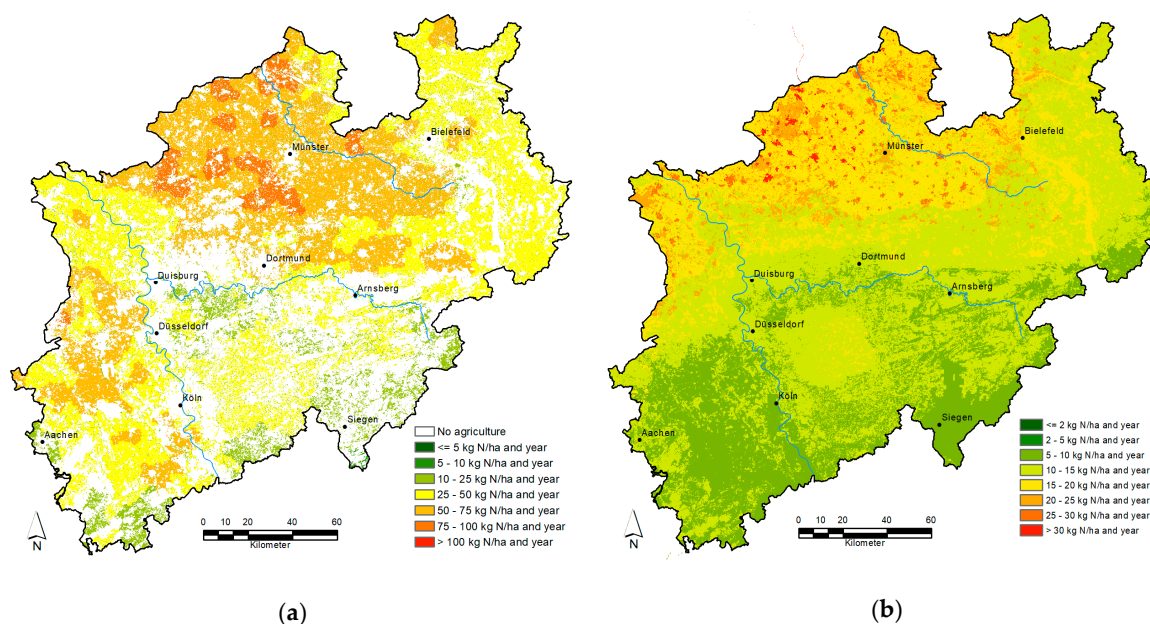 Bielefeld
Münster
Dortmund
Duisburg
Arnsberg
Düsseldorf
Köln
Siegen
Aachen
No agriculture
<= 5 kg N/ha and year
5 - 10 kg N/ha and year
10 - 25 kg N/ha and year
25 - 50 kg N/ha and year
50 - 75 kg N/ha and year
75 - 100 kg N/ha and year
> 100 kg N/ha and year
0 10 20 40 60
Kilometer
N
(a)
Bielefeld
Münster
Dortmund
Duisburg
Arnsberg
Düsseldorf
Köln
Siegen
Aachen
<= 2 kg N/ha and year
2 - 5 kg N/ha and year
5 - 10 kg N/ha and year
10 - 15 kg N/ha and year
15 - 20 kg N/ha and year
20 - 25 kg N/ha and year
25 - 30 kg N/ha and year
> 30 kg N/ha and year
0 10 20 40 60
Kilometer
N
(b)